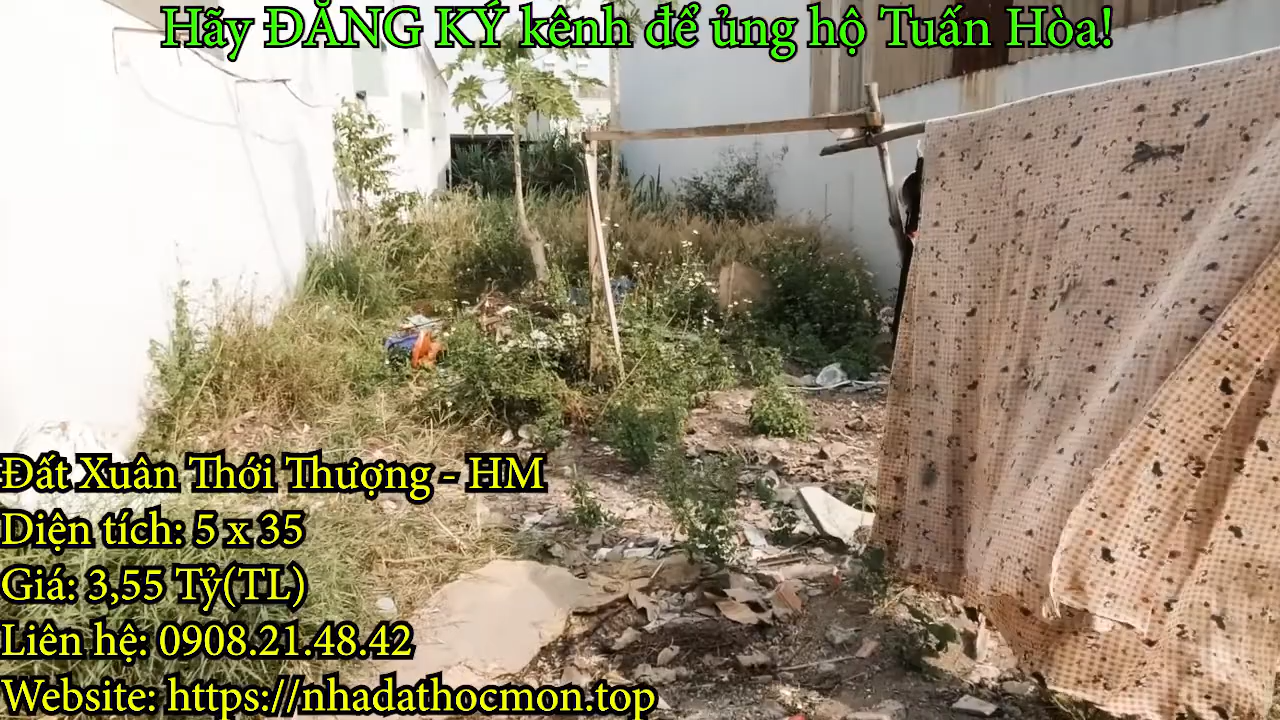 Hãy ĐĂNG KÝ kênh để ủng hộ Tuấn Hòa!
Đất Xuân Thới Thượng - HM
Diện tích: 5 x 35
Giá: 3,55 Tỷ(TL)
Liên hệ: 0908.21.48.42
Website: https://nhadathocmon.top